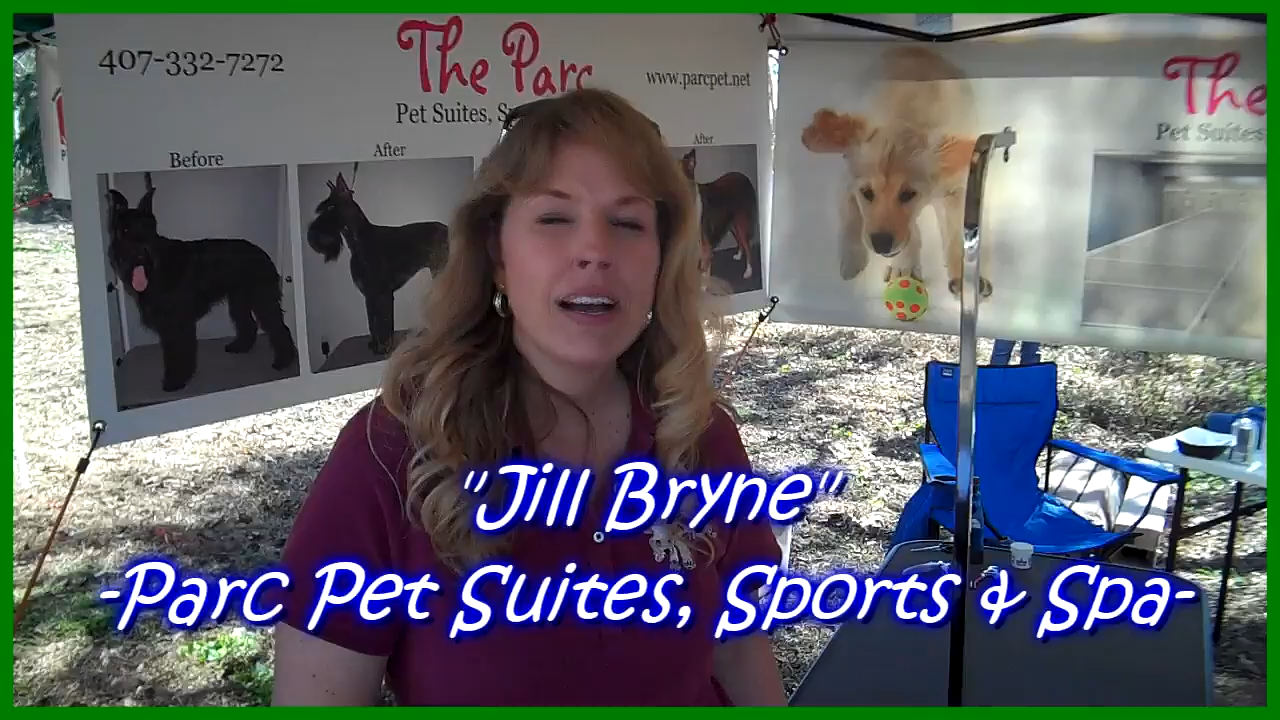 407-332-7272
The Parc
www.parcpet.net
Pet Suites,
Before
After
After
The
Pet Suites
"Jill Bryne"
-Parc Pet Suites, Sports & Spa-